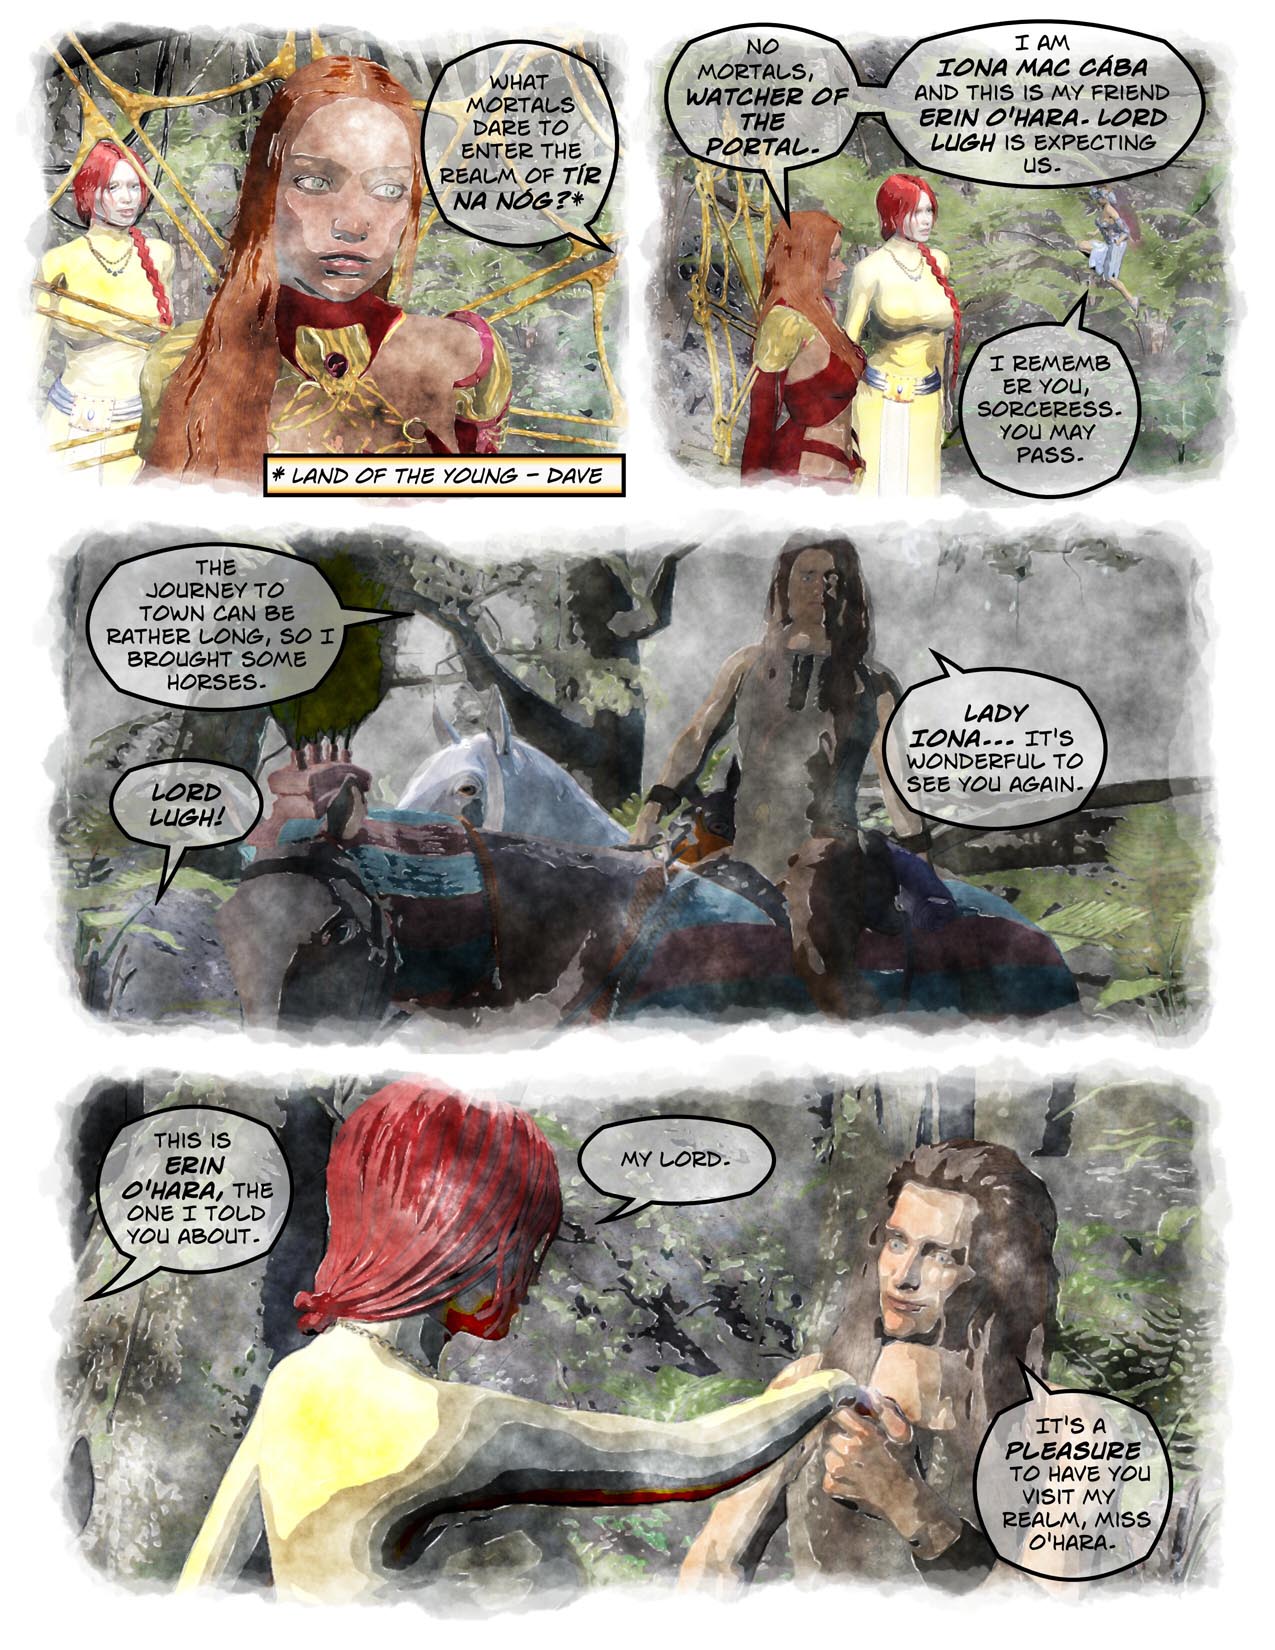 WHAT
MORTALS
DARE TO
ENTER THE
REALM OF TÍR
NA NÓG?*
* LAND OF THE YOUNG - DAVE
NO
MORTALS,
WATCHER OF
THE
PORTAL.
I AM
IONA MAC CÁBA
AND THIS IS MY FRIEND
ERIN O'HARA. LORD
LUGH IS EXPECTING
US.
I REMEMB
ER YOU,
SORCERESS.
YOU MAY
PASS.
THE
JOURNEY TO
TOWN CAN BE
RATHER LONG, SO I
BROUGHT SOME
HORSES.
LORD
LUGH!
LADY
IONA... IT'S
WONDERFUL TO
SEE YOU AGAIN.
THIS IS
ERIN
O'HARA, THE
ONE I TOLD
YOU ABOUT.
MY LORD.
IT'S A
PLEASURE
TO HAVE YOU
VISIT MY
REALM, MISS
O'HARA.